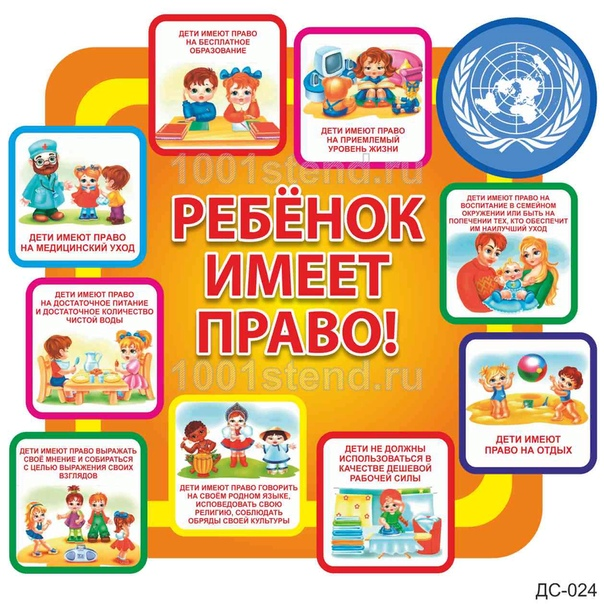 ДЕТИ ИМЕЮТ ПРАВО
НА БЕСПЛАТНОЕ
ОБРАЗОВАНИЕ
ДЕТИ ИМЕЮТ ПРАВО
НА ПРИЕМЛЕМЫЙ
УРОВЕНЬ ЖИЗНИ
1001stend.ru
ДЕТИ ИМЕЮТ ПРАВО
НА МЕДИЦИНСКИЙ УХОД
ДЕТИ ИМЕЮТ ПРАВО НА
ВОСПИТАНИЕ В СЕМЕЙНОМ
ОКРУЖЕНИИ ИЛИ БЫТЬ НА
ПОПЕЧЕНИИ ТЕХ, КТО ОБЕСПЕЧИТ
ИМ НАИЛУЧШИЙ УХОД
РЕБЁНОК
ИМЕЕТ
ПРАВО!
ДЕТИ ИМЕЮТ ПРАВО
НА ДОСТАТОЧНОЕ ПИТАНИЕ
И ДОСТАТОЧНОЕ КОЛИЧЕСТВО
ЧИСТОЙ ВОДЫ
1001stend.ru
ДЕТИ ИМЕЮТ
ПРАВО НА ОТДЫХ
ДЕТИ ИМЕЮТ ПРАВО ВЫРАЖАТЬ
СВОЁ МНЕНИЕ И СОБИРАТЬСЯ
С ЦЕЛЬЮ ВЫРАЖЕНИЯ СВОИХ
ВЗГЛЯДОВ
ДЕТИ ИМЕЮТ ПРАВО ГОВОРИТЬ
НА СВОЁМ РОДНОМ ЯЗЫКЕ,
ИСПОВЕДОВАТЬ СВОЮ
РЕЛИГИЮ, СОБЛЮДАТЬ
ОБРЯДЫ СВОЕЙ КУЛЬТУРЫ
ДЕТИ НЕ ДОЛЖНЫ
ИСПОЛЬЗОВАТЬСЯ В
КАЧЕСТВЕ ДЕШЕВОЙ
РАБОЧЕЙ СИЛЫ
ДС-024